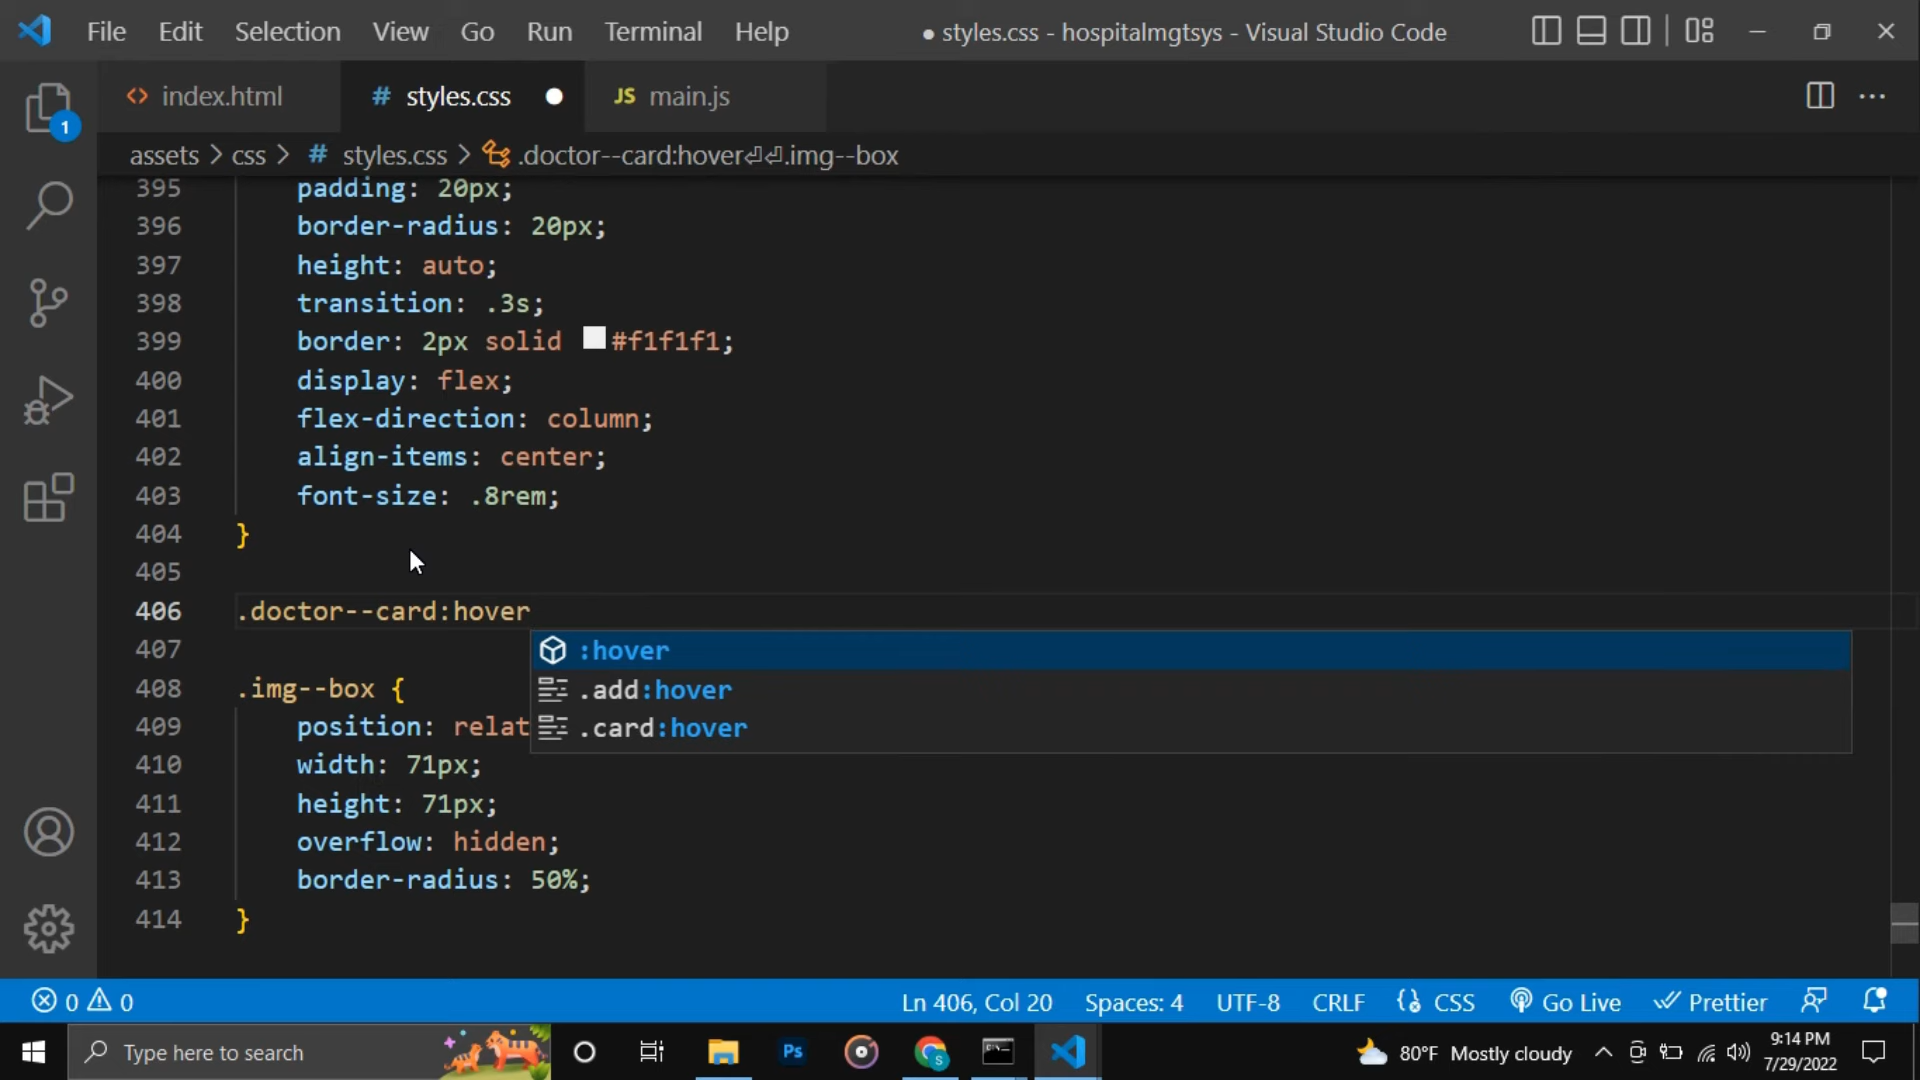 File Edit Selection View Go Run Terminal Help ● styles.css - hospitalmgtsys - Visual Studio Code
1
<> index.html # styles.css ● JS main.js ···
assets > css > # styles.css > .doctor--card:hover⏎⏎.img--box
395 padding: 20px;
396 border-radius: 20px;
397 height: auto;
398 transition: .3s;
399 border: 2px solid #f1f1f1;
400 display: flex;
401 flex-direction: column;
402 align-items: center;
403 font-size: .8rem;
404 }
405
406 .doctor--card:hover
407 :hover
408 .img--box { .add:hover
409 position: relat .card:hover
410 width: 71px;
411 height: 71px;
412 overflow: hidden;
413 border-radius: 50%;
414 }
0 0 Ln 406, Col 20 Spaces: 4 UTF-8 CRLF CSS Go Live Prettier
Type here to search Ps S 80°F Mostly cloudy 9:14 PM
7/29/2022